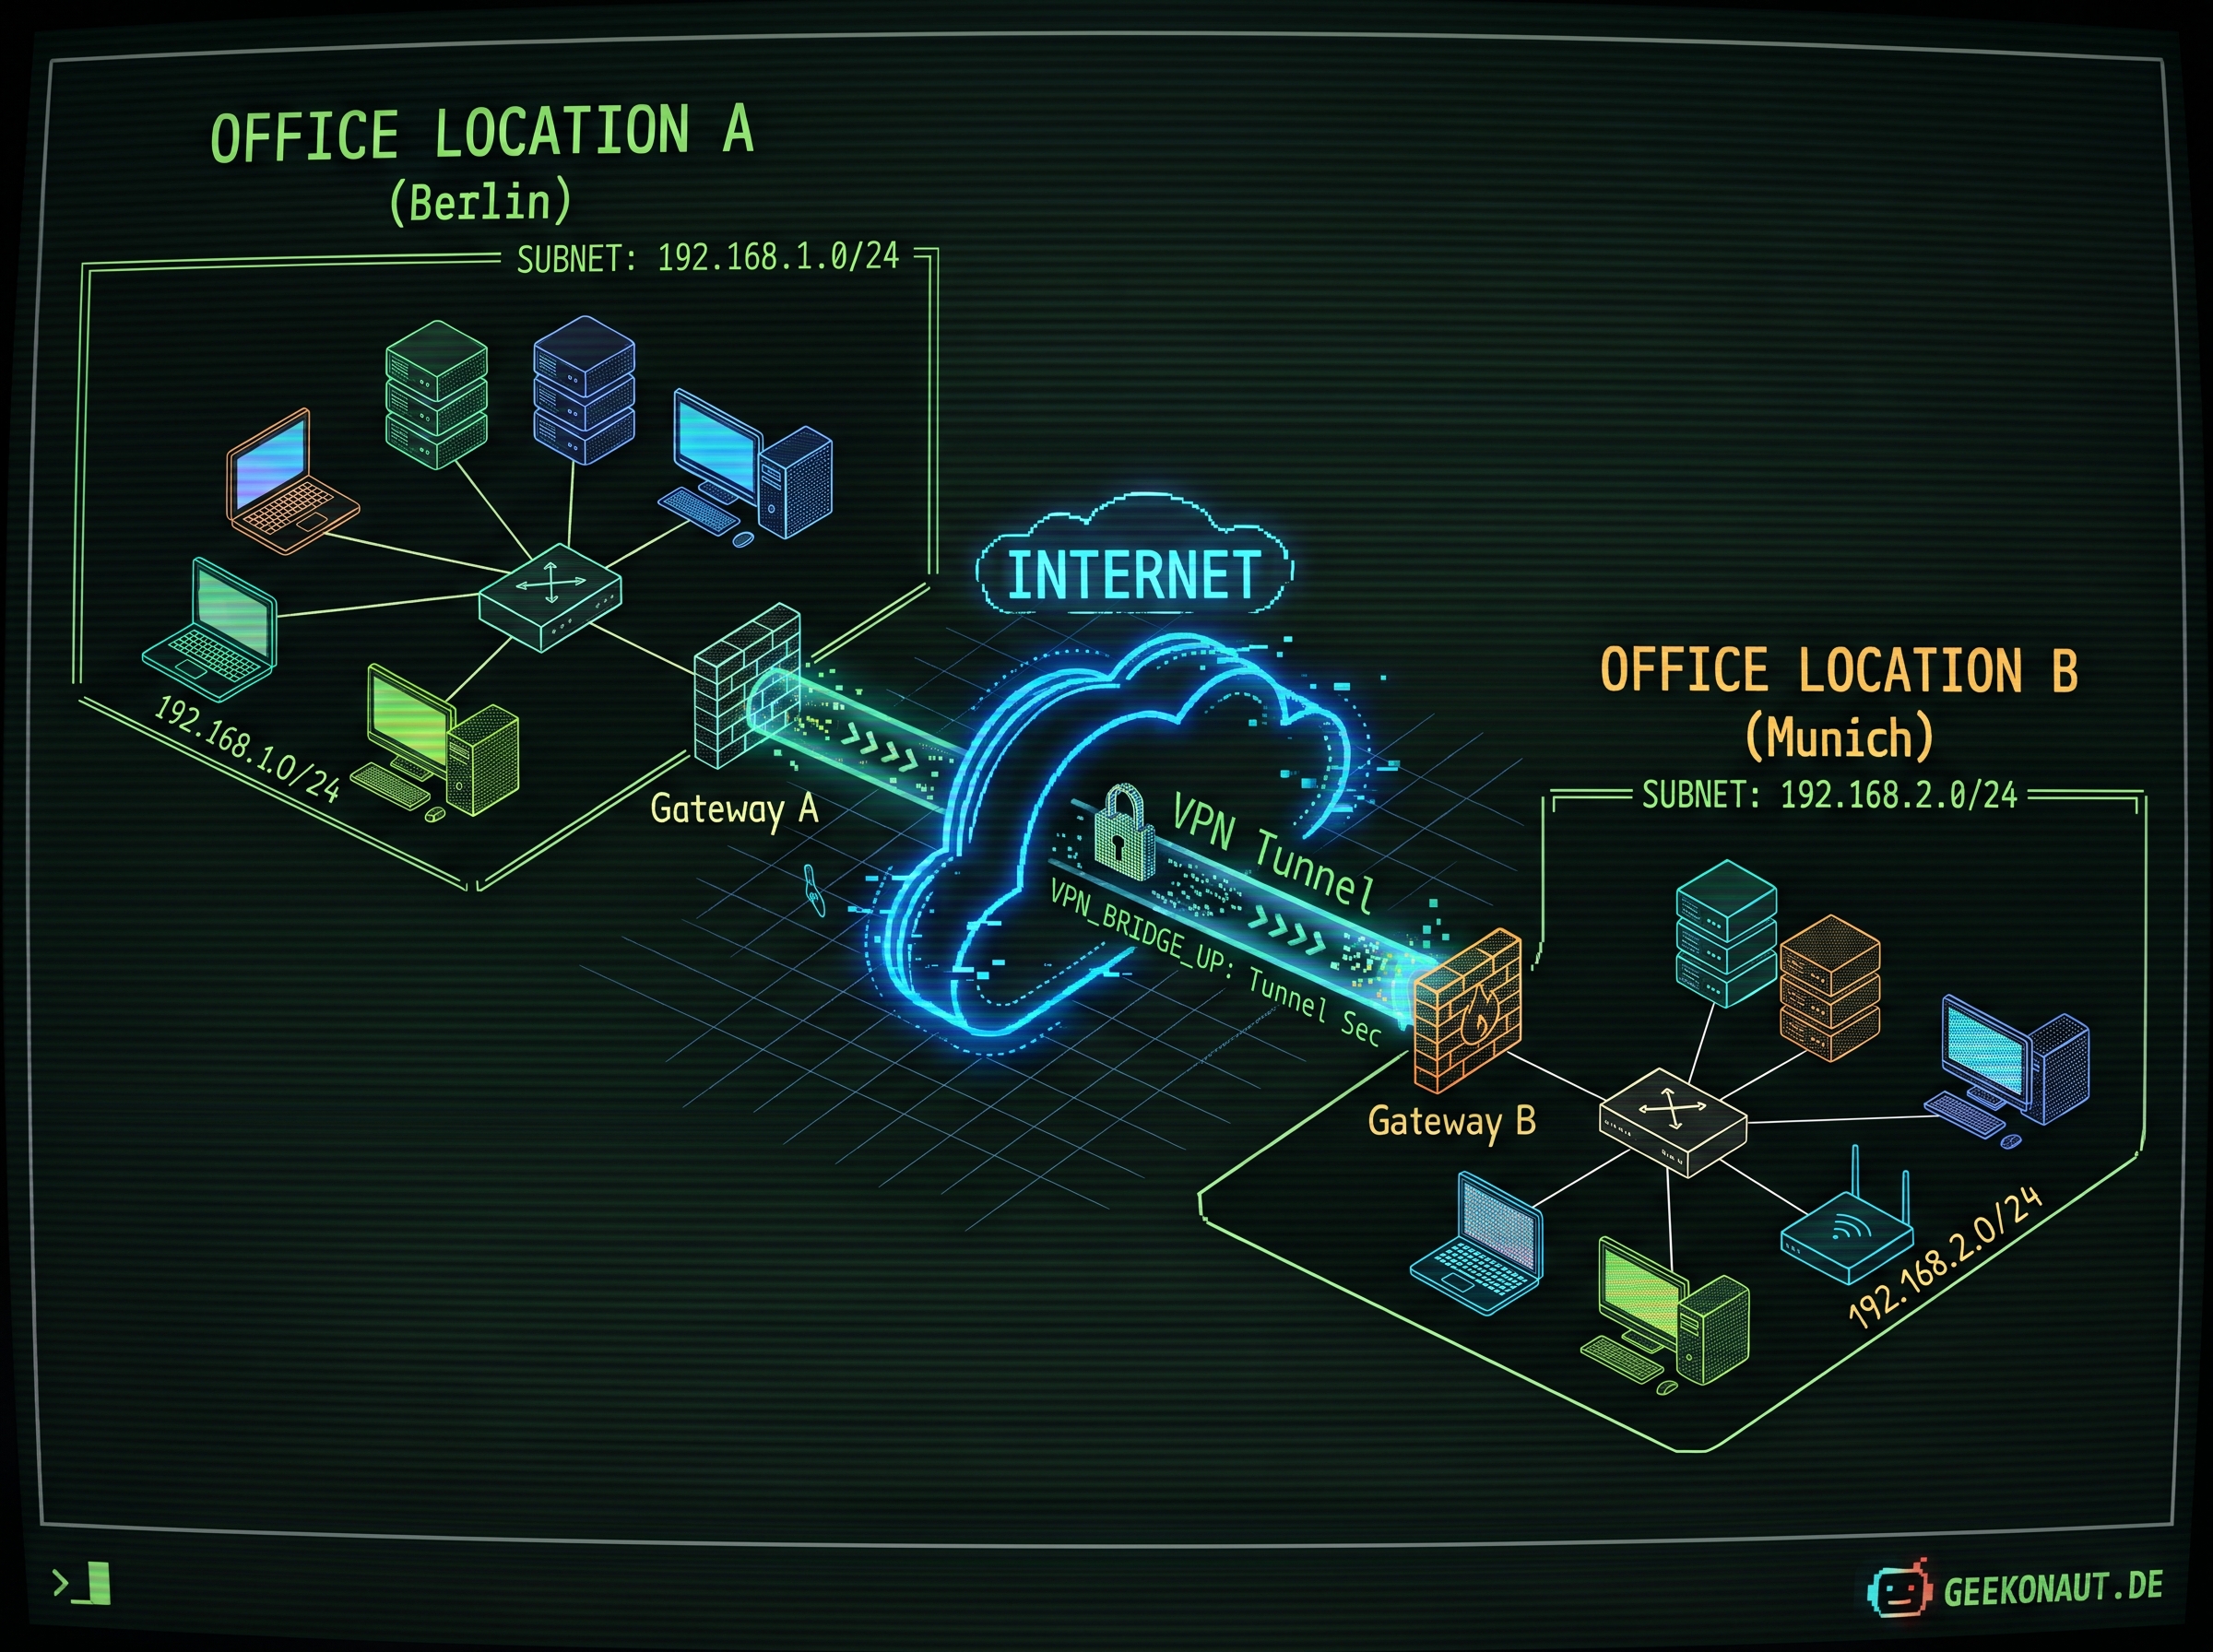 OFFICE LOCATION A
(Berlin)
SUBNET: 192.168.1.0/24
192.168.1.0/24
Gateway A
INTERNET
VPN Tunnel
VPN_BRIDGE_UP: Tunnel Sec
OFFICE LOCATION B
(Munich)
SUBNET: 192.168.2.0/24
Gateway B
192.168.2.0/24
>_
GEEKONAUT.DE